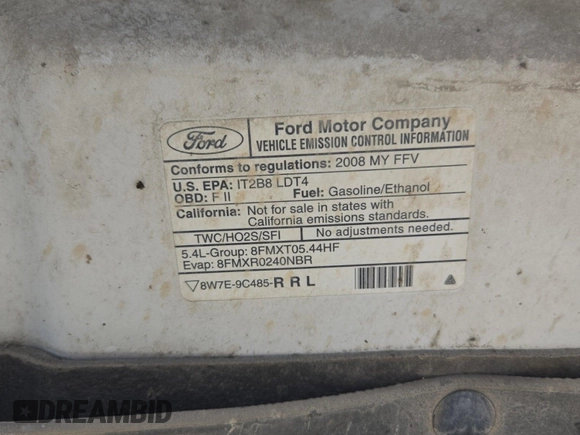 Ford
Ford Motor Company
VEHICLE EMISSION CONTROL INFORMATION
Conforms to regulations: 2008 MY FFV
U.S. EPA: IT2B8 LDT4
OBD: F II Fuel: Gasoline/Ethanol
California: Not for sale in states with
California emissions standards.
TWC/HO2S/SFI No adjustments needed.
5.4L-Group: 8FMXT05.44HF
Evap: 8FMXR0240NBR
8W7E-9C485-R R L
DREAMBID